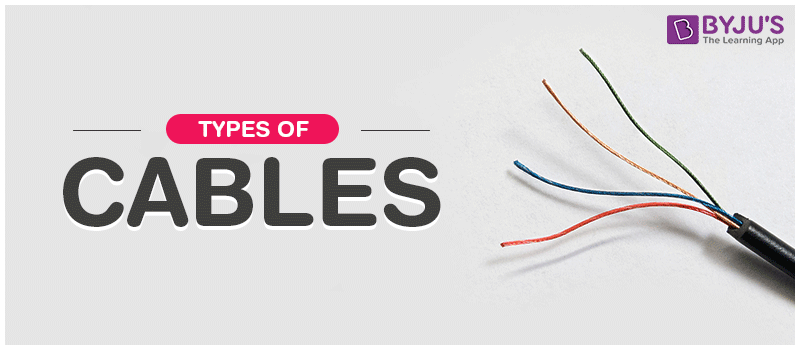 BYJU'S
The Learning App
TYPES OF
CABLES